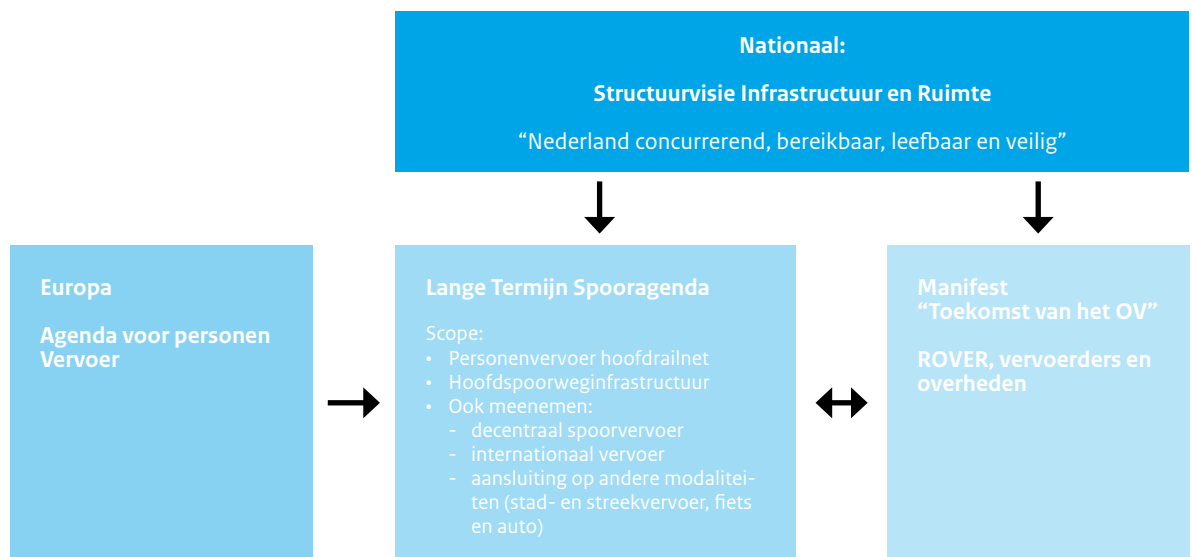 Nationaal:
Structuurvisie Infrastructuur en Ruimte
“Nederland concurrerend, bereikbaar, leefbaar en veilig”
Europa
Agenda voor personen
Vervoer
Lange Termijn Spooragenda
Scope:
• Personenvervoer hoofdrailnet
• Hoofdspoorweginfrastructuur
• Ook meenemen:
- decentraal spoorvervoer
- internationaal vervoer
- aansluiting op andere modalitei-
ten (stad- en streekvervoer, fiets
en auto)
Manifest
“Toekomst van het OV”
ROVER, vervoerders en
overheden